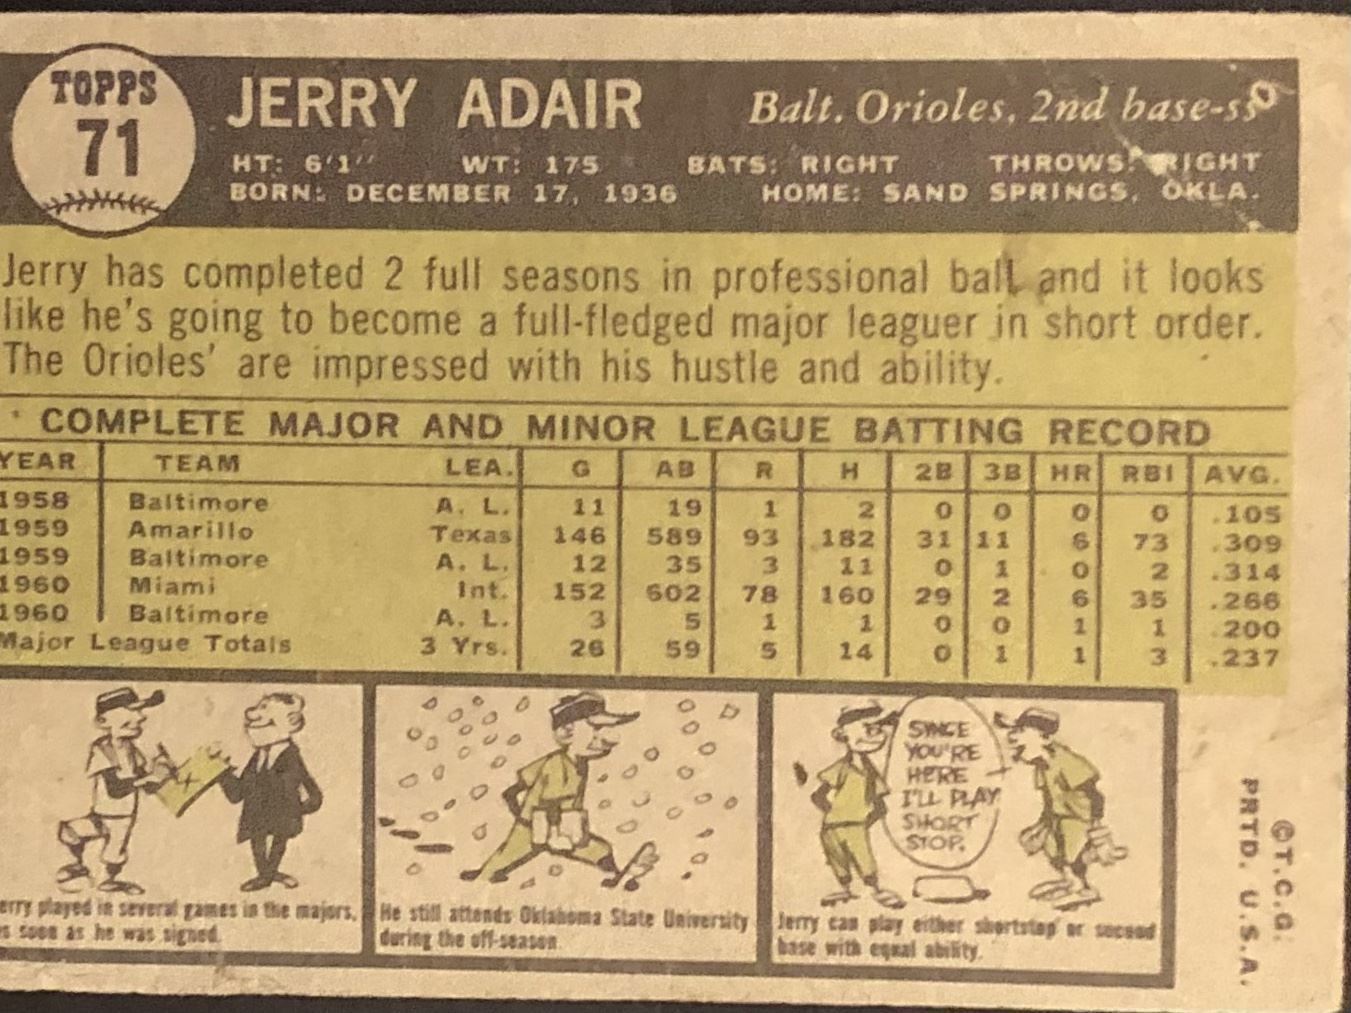 TOPPS
71
JERRY ADAIR
Balt. Orioles, 2nd base-ss
HT: 6'1" WT: 175 BATS: RIGHT THROWS: RIGHT
BORN: DECEMBER 17, 1936 HOME: SAND SPRINGS, OKLA.
Jerry has completed 2 full seasons in professional ball and it looks
like he's going to become a full-fledged major leaguer in short order.
The Orioles' are impressed with his hustle and ability.
COMPLETE MAJOR AND MINOR LEAGUE BATTING RECORD
YEAR TEAM LEA. G AB R H 2B 3B HR RBI AVG.
1958 Baltimore A. L. 11 19 1 2 0 0 0 0 .105
1959 Amarillo Texas 146 589 93 182 31 11 6 73 .309
1959 Baltimore A. L. 12 35 3 11 0 1 0 2 .314
1960 Miami Int. 152 602 78 160 29 2 6 35 .266
1960 Baltimore A. L. 3 5 1 1 0 0 1 1 .200
Major League Totals 3 Yrs. 26 59 5 14 0 1 1 3 .237
SINCE
YOU'RE
HERE
I'LL PLAY
SHORT
STOP.
erry played in several games in the majors,
s soon as he was signed.
He still attends Oklahoma State University
during the off-season.
Jerry can play either shortstop or second
base with equal ability.
©T.C.G.
PRTD. U.S.A.